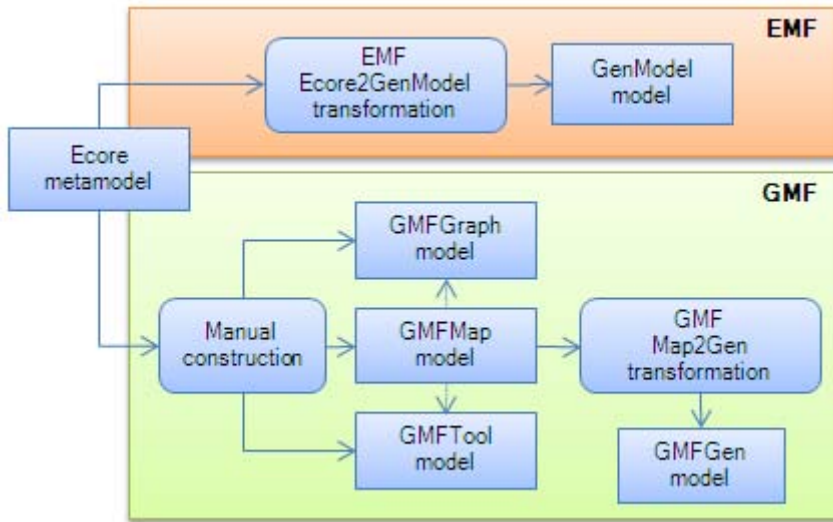 EMF
EMF
Ecore2GenModel
transformation
GenModel
model
Ecore
metamodel
GMF
GMFGraph
model
Manual
construction
GMFMap
model
GMF
Map2Gen
transformation
GMFTool
model
GMFGen
model